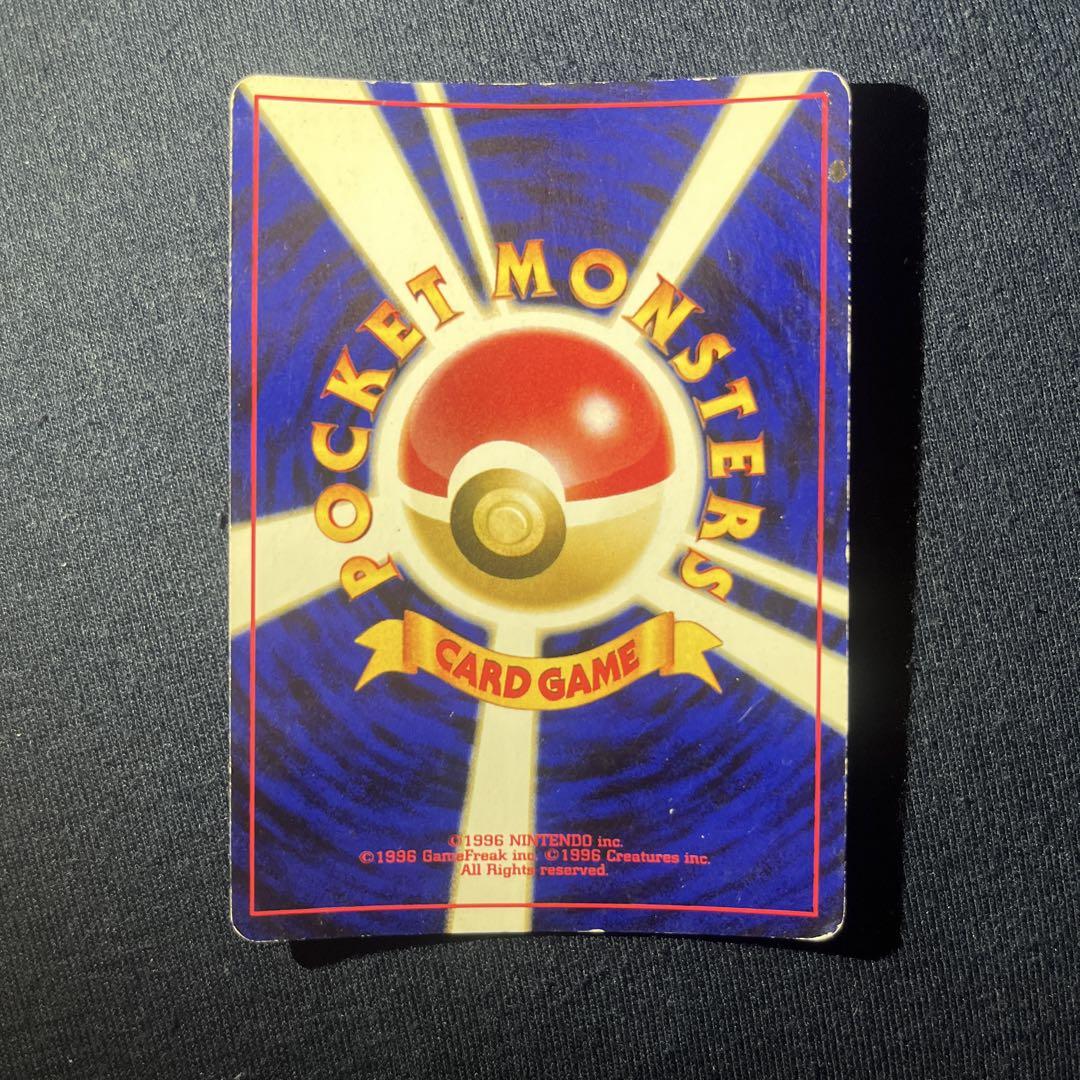 POCKET MONSTERS
CARD GAME
©1996 NINTENDO inc.
©1996 GameFreak inc. ©1996 Creatures inc.
All Rights reserved.